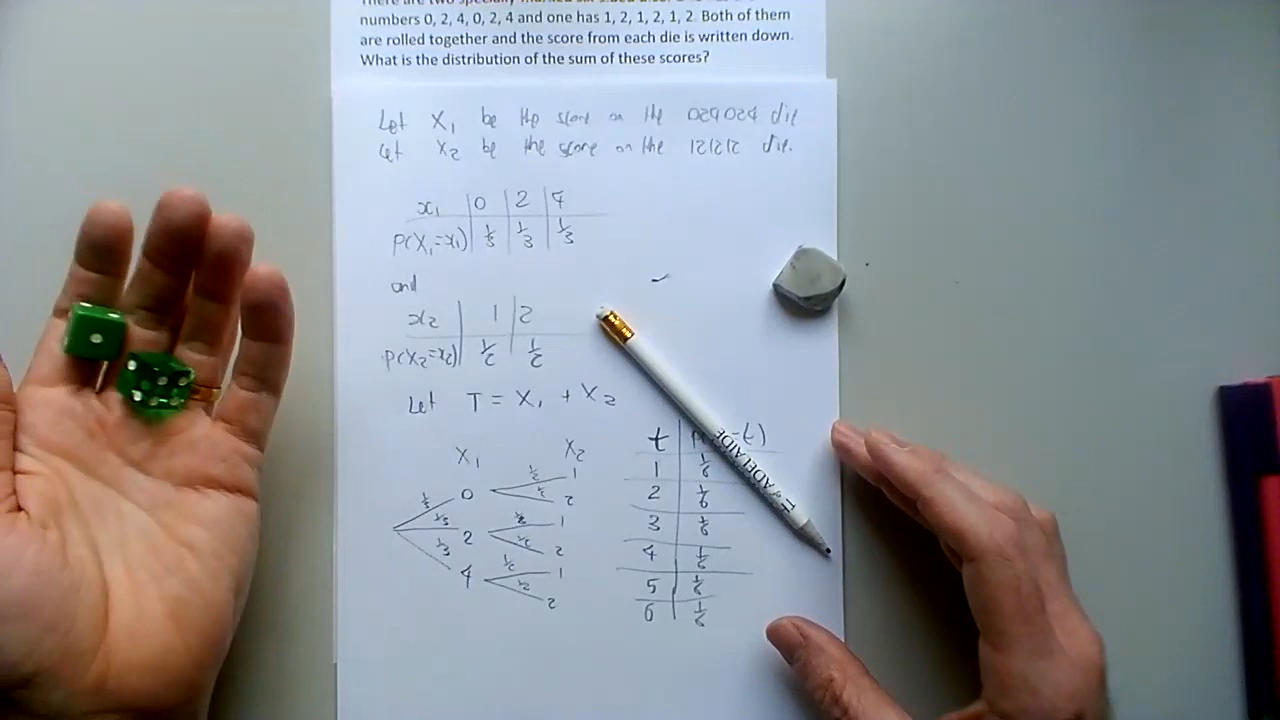 numbers 0, 2, 4, 0, 2, 4 and one has 1, 2, 1, 2, 1, 2. Both of them
are rolled together and the score from each die is written down.
What is the distribution of the sum of these scores?
Let X₁ be the score on the 024024 die
Let X₂ be the score on the 121212 die.
x₁ 0 2 4
P(X₁=x₁) 1/3 1/3 1/3
and
x₂ 1 2
P(X₂=x₂) 1/2 1/2
Let T = X₁ + X₂
X₁ X₂
1/3 0 1/2 1
1/2 2
1/3 2 1/2 1
1/2 2
1/3 4 1/2 1
1/2 2
t
1 1/6
2 1/6
3 1/6
4 1/6
5 1/6
6 1/6
ADELAIDE